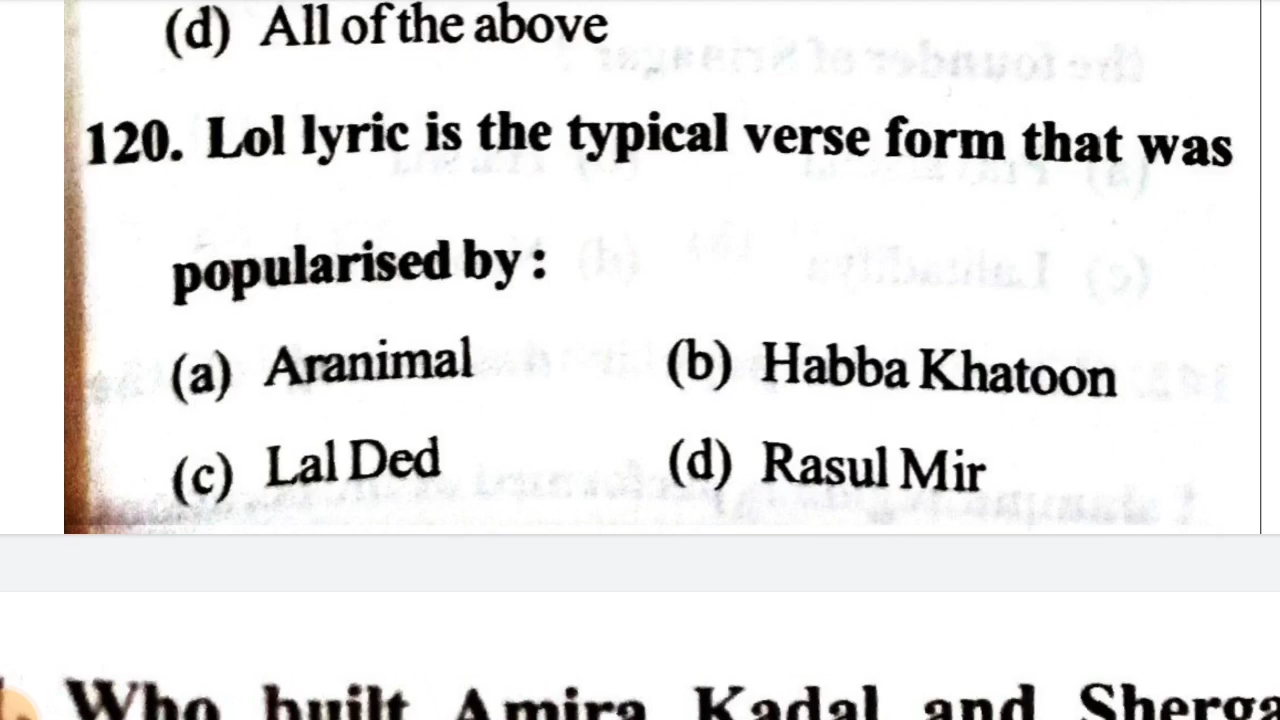 (d) All of the above
120. Lol lyric is the typical verse form that was
popularised by :
(a) Aranimal (b) Habba Khatoon
(c) Lal Ded (d) Rasul Mir
Who built Amira Kadal and